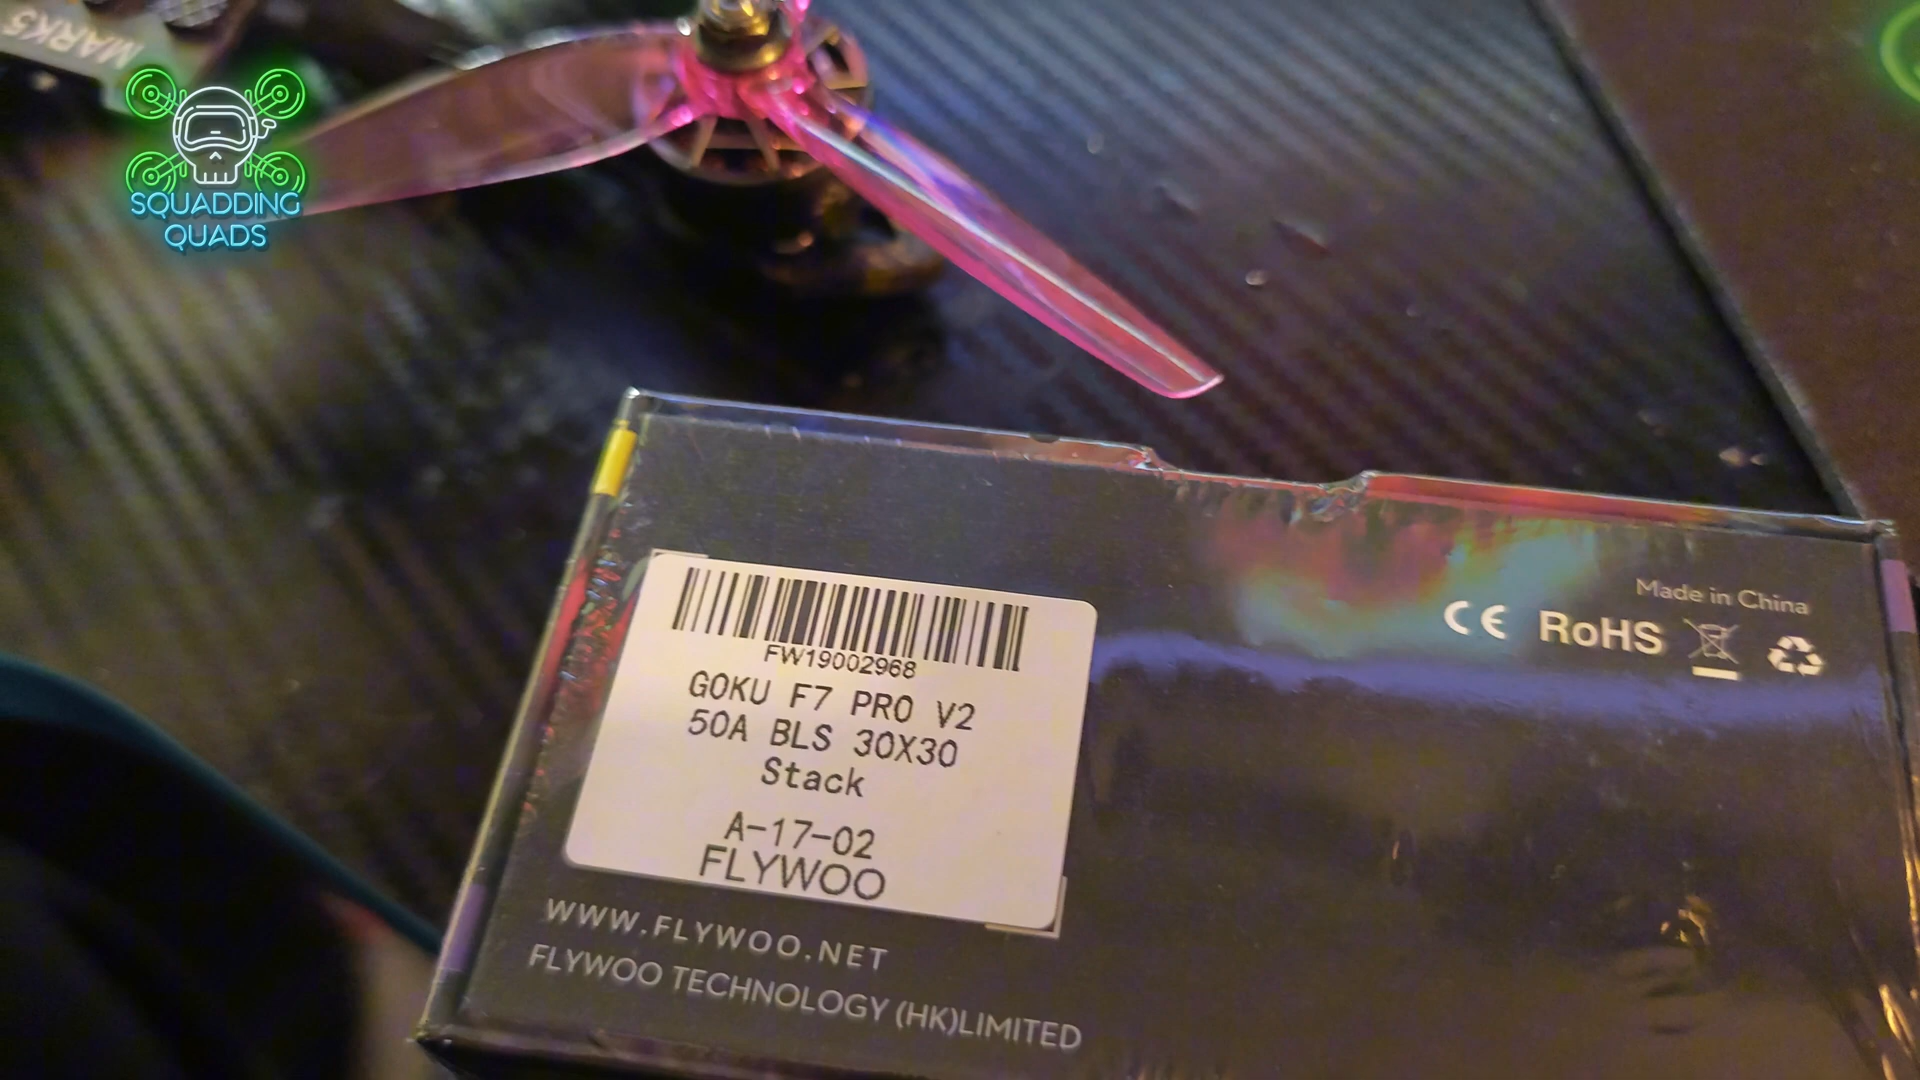 MARK5
SQUADDING
QUADS
Made in China
CE RoHS
FW19002968
GOKU F7 PRO V2
50A BLS 30X30
Stack
A-17-02
FLYWOO
WWW.FLYWOO.NET
FLYWOO TECHNOLOGY (HK)LIMITED